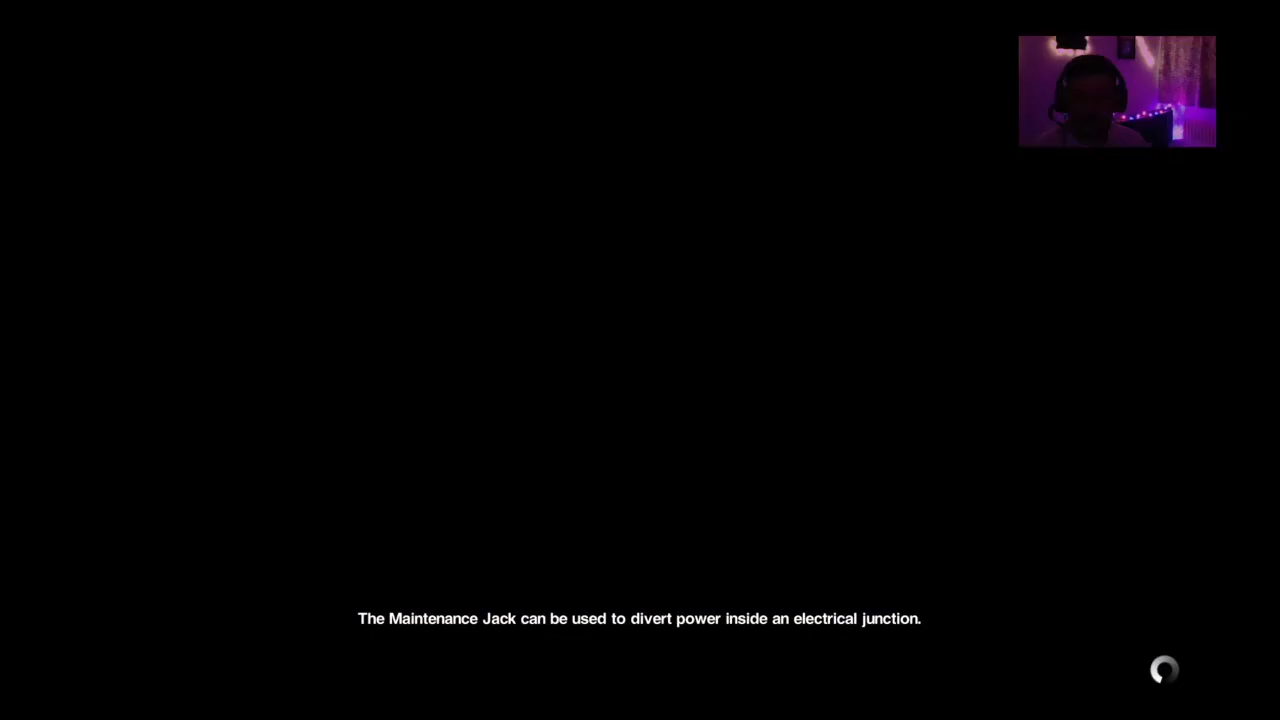 The Maintenance Jack can be used to divert power inside an electrical junction.